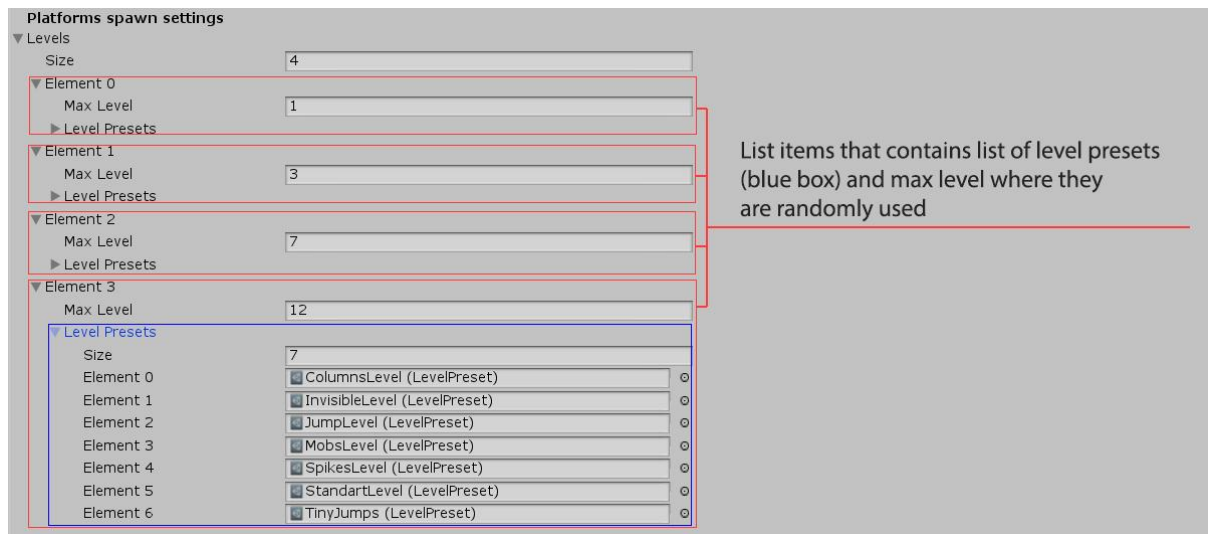 Platforms spawn settings
Levels
Size 4
Element 0
Max Level 1
Level Presets
Element 1
Max Level 3
Level Presets
Element 2
Max Level 7
Level Presets
Element 3
Max Level 12
Level Presets
Size 7
Element 0 ColumnsLevel (LevelPreset)
Element 1 InvisibleLevel (LevelPreset)
Element 2 JumpLevel (LevelPreset)
Element 3 MobsLevel (LevelPreset)
Element 4 SpikesLevel (LevelPreset)
Element 5 StandartLevel (LevelPreset)
Element 6 TinyJumps (LevelPreset)
List items that contains list of level presets
(blue box) and max level where they
are randomly used